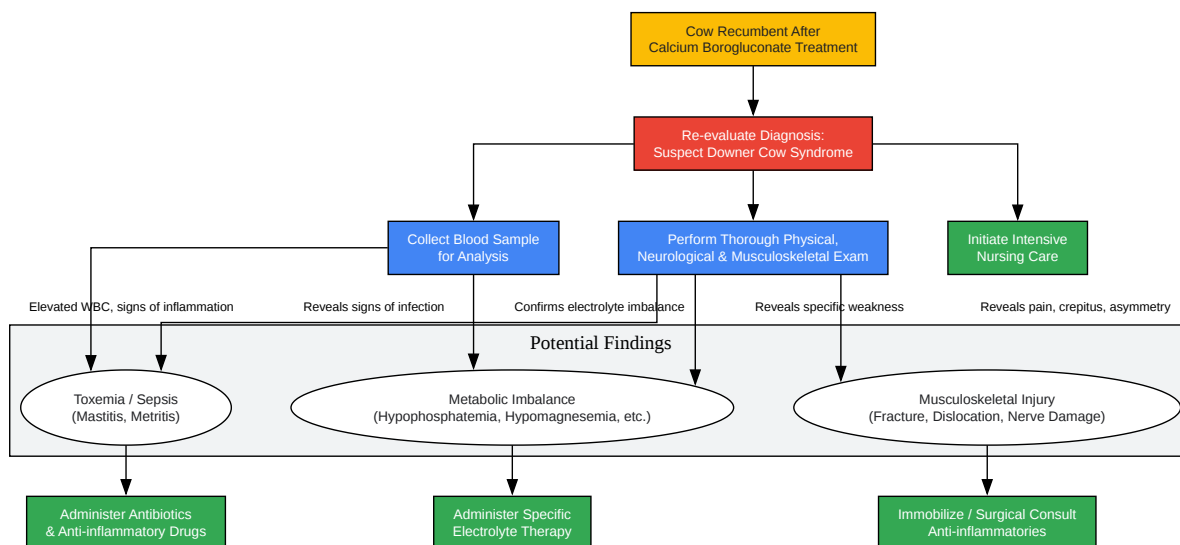 Cow Recumbent After
Calcium Borogluconate Treatment
Re-evaluate Diagnosis:
Suspect Downer Cow Syndrome
Collect Blood Sample
for Analysis
Perform Thorough Physical,
Neurological & Musculoskeletal Exam
Initiate Intensive
Nursing Care
Elevated WBC, signs of inflammation
Reveals signs of infection
Confirms electrolyte imbalance
Reveals specific weakness
Reveals pain, crepitus, asymmetry
Potential Findings
Toxemia / Sepsis
(Mastitis, Metritis)
Metabolic Imbalance
(Hypophosphatemia, Hypomagnesemia, etc.)
Musculoskeletal Injury
(Fracture, Dislocation, Nerve Damage)
Administer Antibiotics
& Anti-inflammatory Drugs
Administer Specific
Electrolyte Therapy
Immobilize / Surgical Consult
Anti-inflammatories